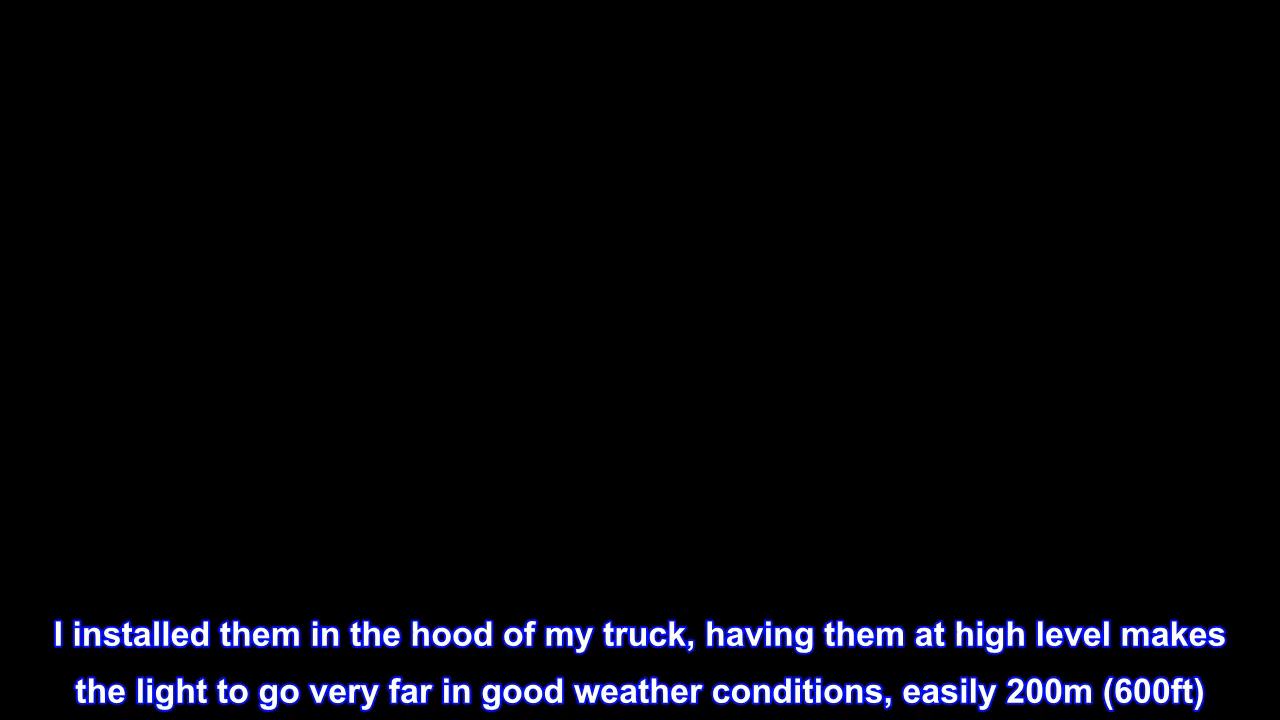 I installed them in the hood of my truck, having them at high level makes
the light to go very far in good weather conditions, easily 200m (600ft)